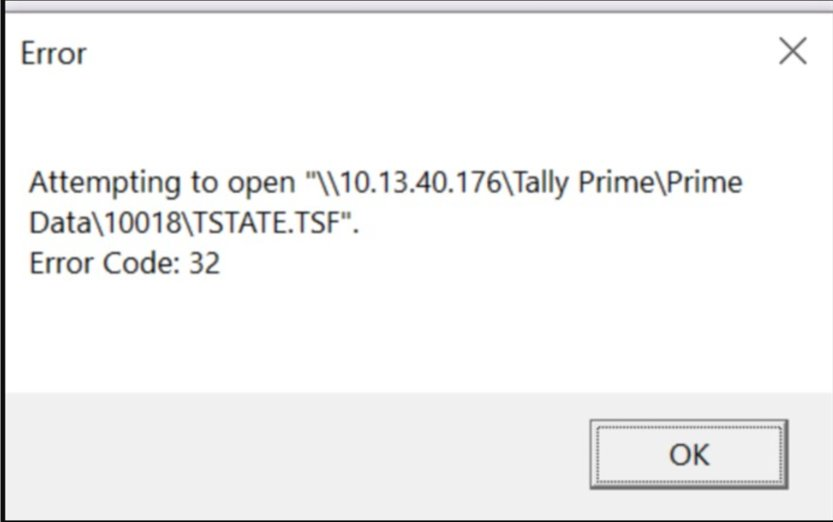 Error
Attempting to open "\\10.13.40.176\Tally Prime\Prime
Data\10018\TSTATE.TSF".
Error Code: 32
OK